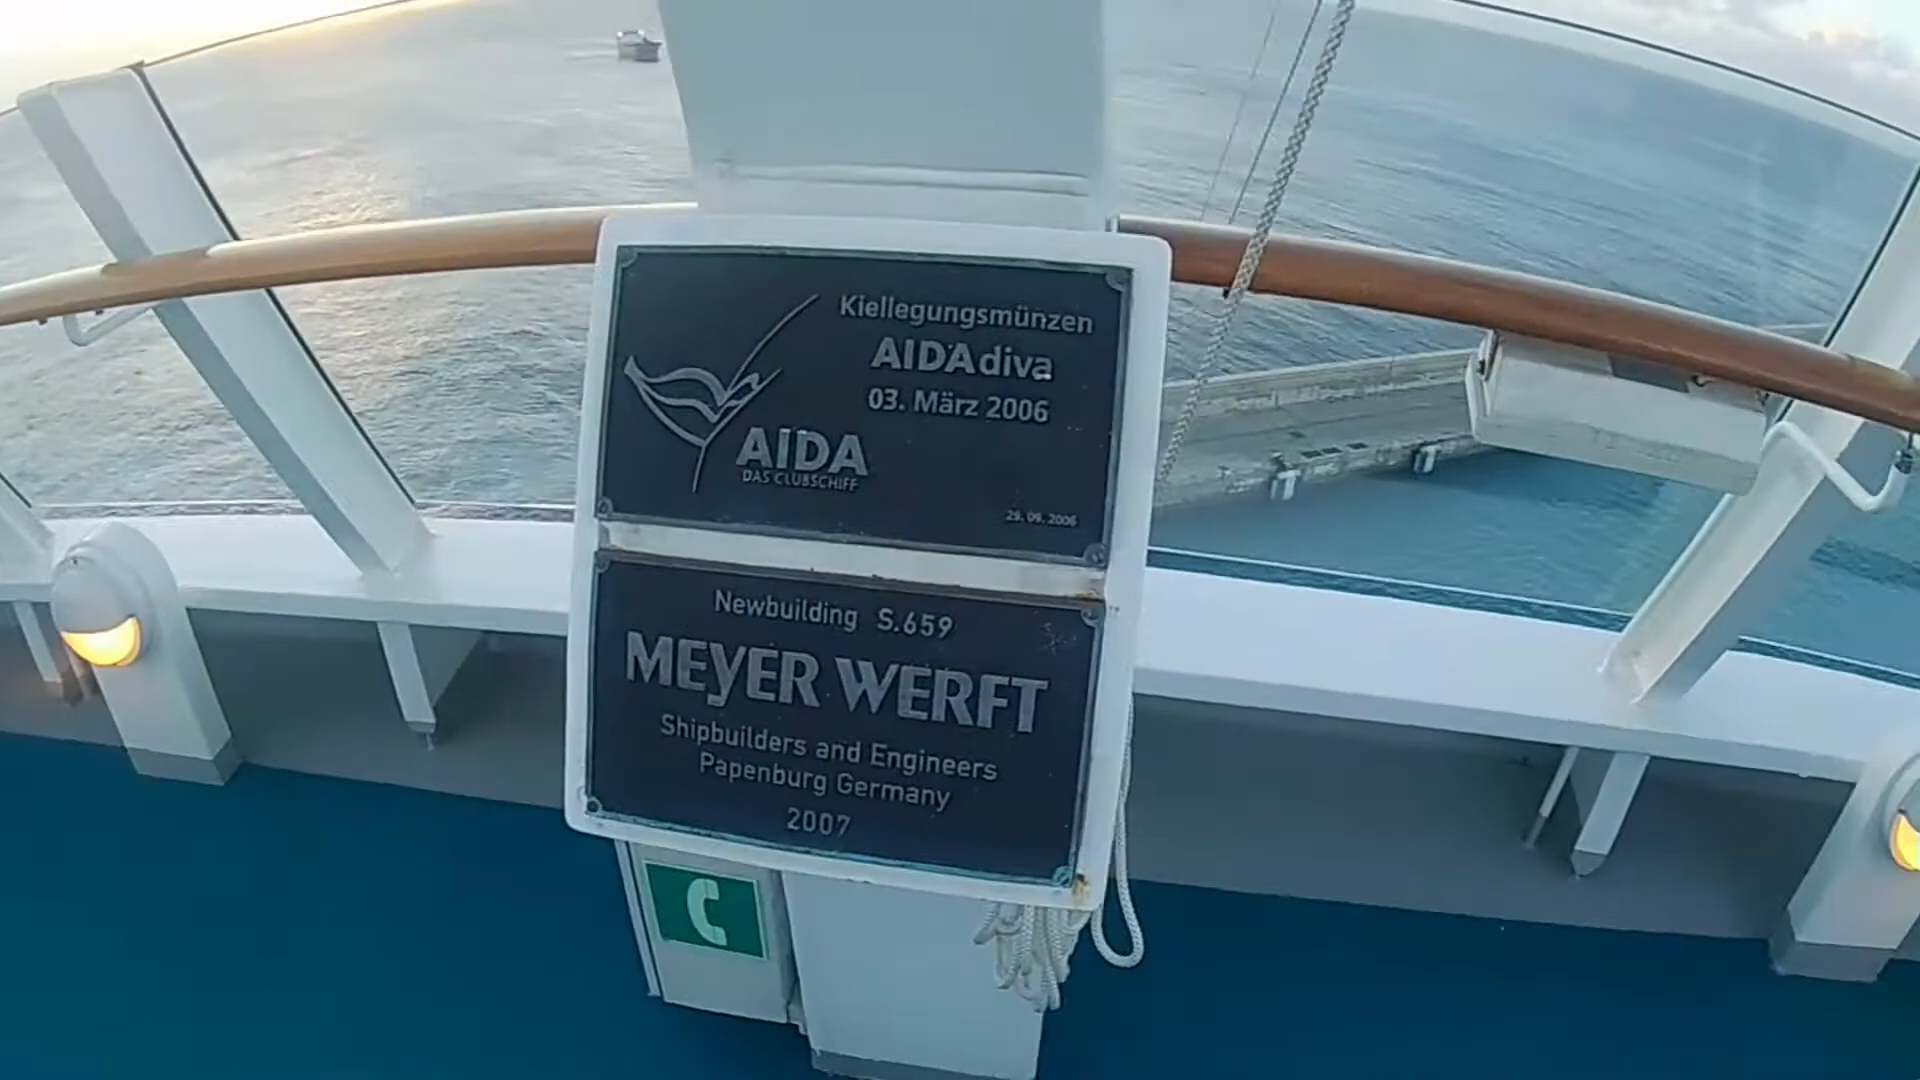 Kiellegungsmünzen
AIDAdiva
03. März 2006
AIDA
DAS CLUBSCHIFF
29. 09. 2006
Newbuilding S.659
MEYER WERFT
Shipbuilders and Engineers
Papenburg Germany
2007